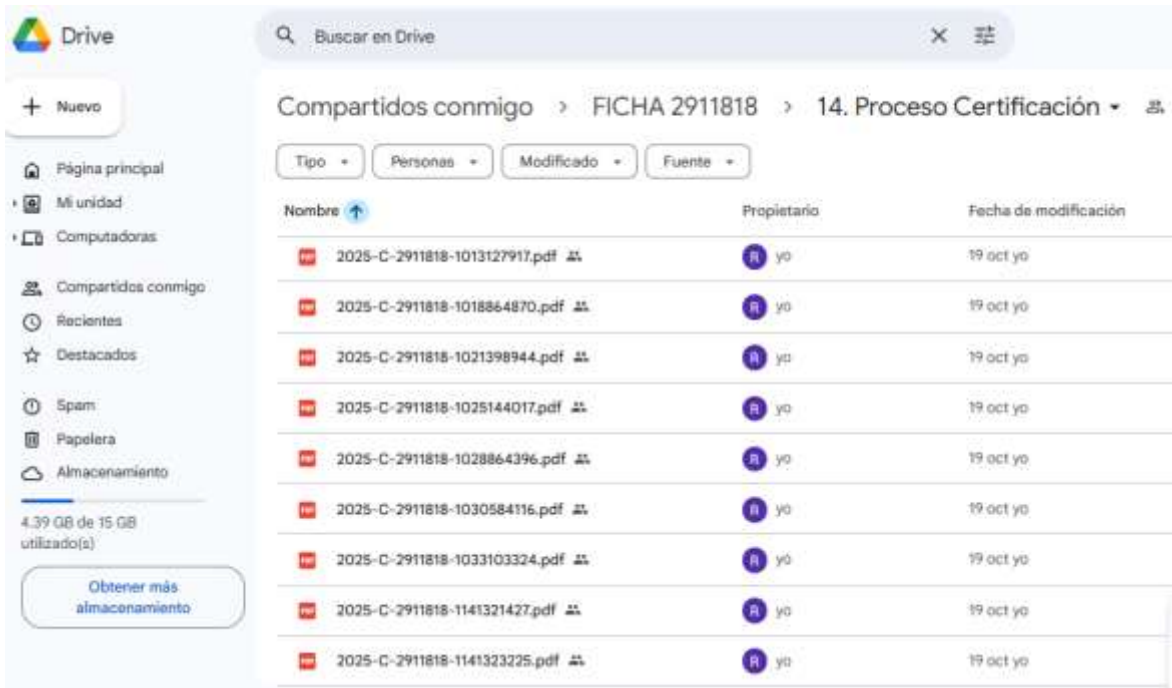 Drive
Buscar en Drive
Nuevo
Compartidos conmigo > FICHA 2911818 > 14. Proceso Certificación
Tipo
Personas
Modificado
Fuente
Página principal
Mi unidad
Computadoras
Compartidos conmigo
Recientes
Destacados
Spam
Papelera
Almacenamiento
4.39 GB de 15 GB
utilizado(s)
Obtener más
almacenamiento
Nombre Propietario Fecha de modificación
2025-C-2911818-1013127917.pdf R yo 19 oct yo
2025-C-2911818-1018864870.pdf R yo 19 oct yo
2025-C-2911818-1021398944.pdf R yo 19 oct yo
2025-C-2911818-1025144017.pdf R yo 19 oct yo
2025-C-2911818-1028864396.pdf R yo 19 oct yo
2025-C-2911818-1030584116.pdf R yo 19 oct yo
2025-C-2911818-1033103324.pdf R yo 19 oct yo
2025-C-2911818-1141321427.pdf R yo 19 oct yo
2025-C-2911818-1141323225.pdf R yo 19 oct yo